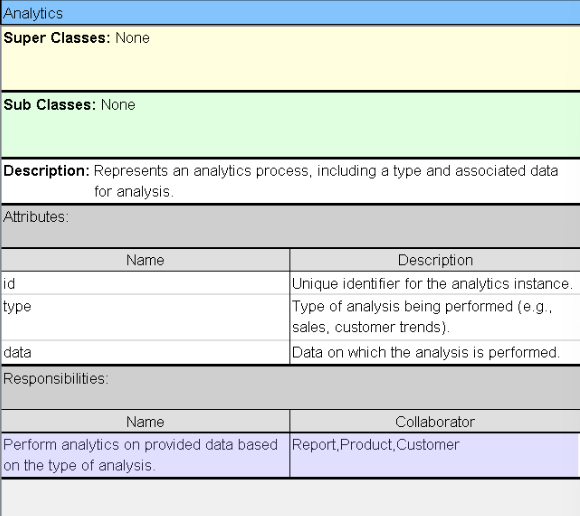 Analytics
Super Classes: None
Sub Classes: None
Description: Represents an analytics process, including a type and associated data
for analysis.
Attributes:
Name Description
id Unique identifier for the analytics instance.
type Type of analysis being performed (e.g.,
sales, customer trends).
data Data on which the analysis is performed.
Responsibilities:
Name Collaborator
Perform analytics on provided data based Report,Product,Customer
on the type of analysis.